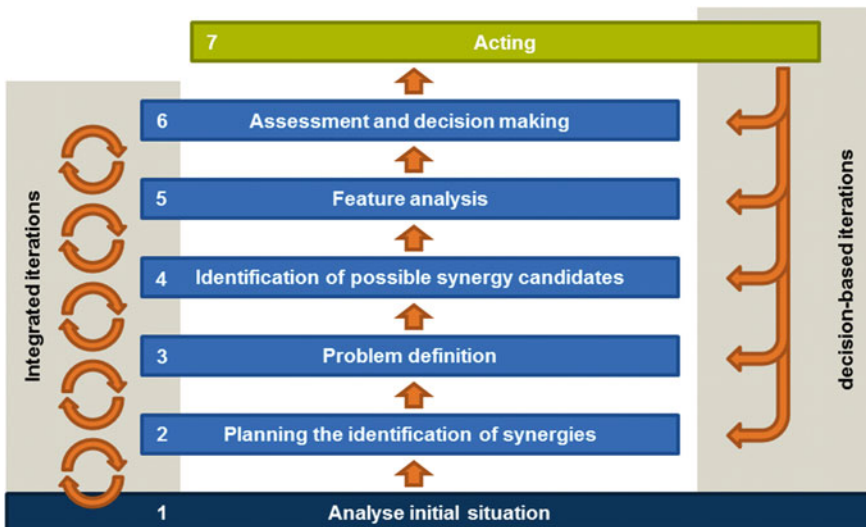 7 Acting
6 Assessment and decision making
5 Feature analysis
4 Identification of possible synergy candidates
3 Problem definition
2 Planning the identification of synergies
1 Analyse initial situation
Integrated iterations
decision-based iterations